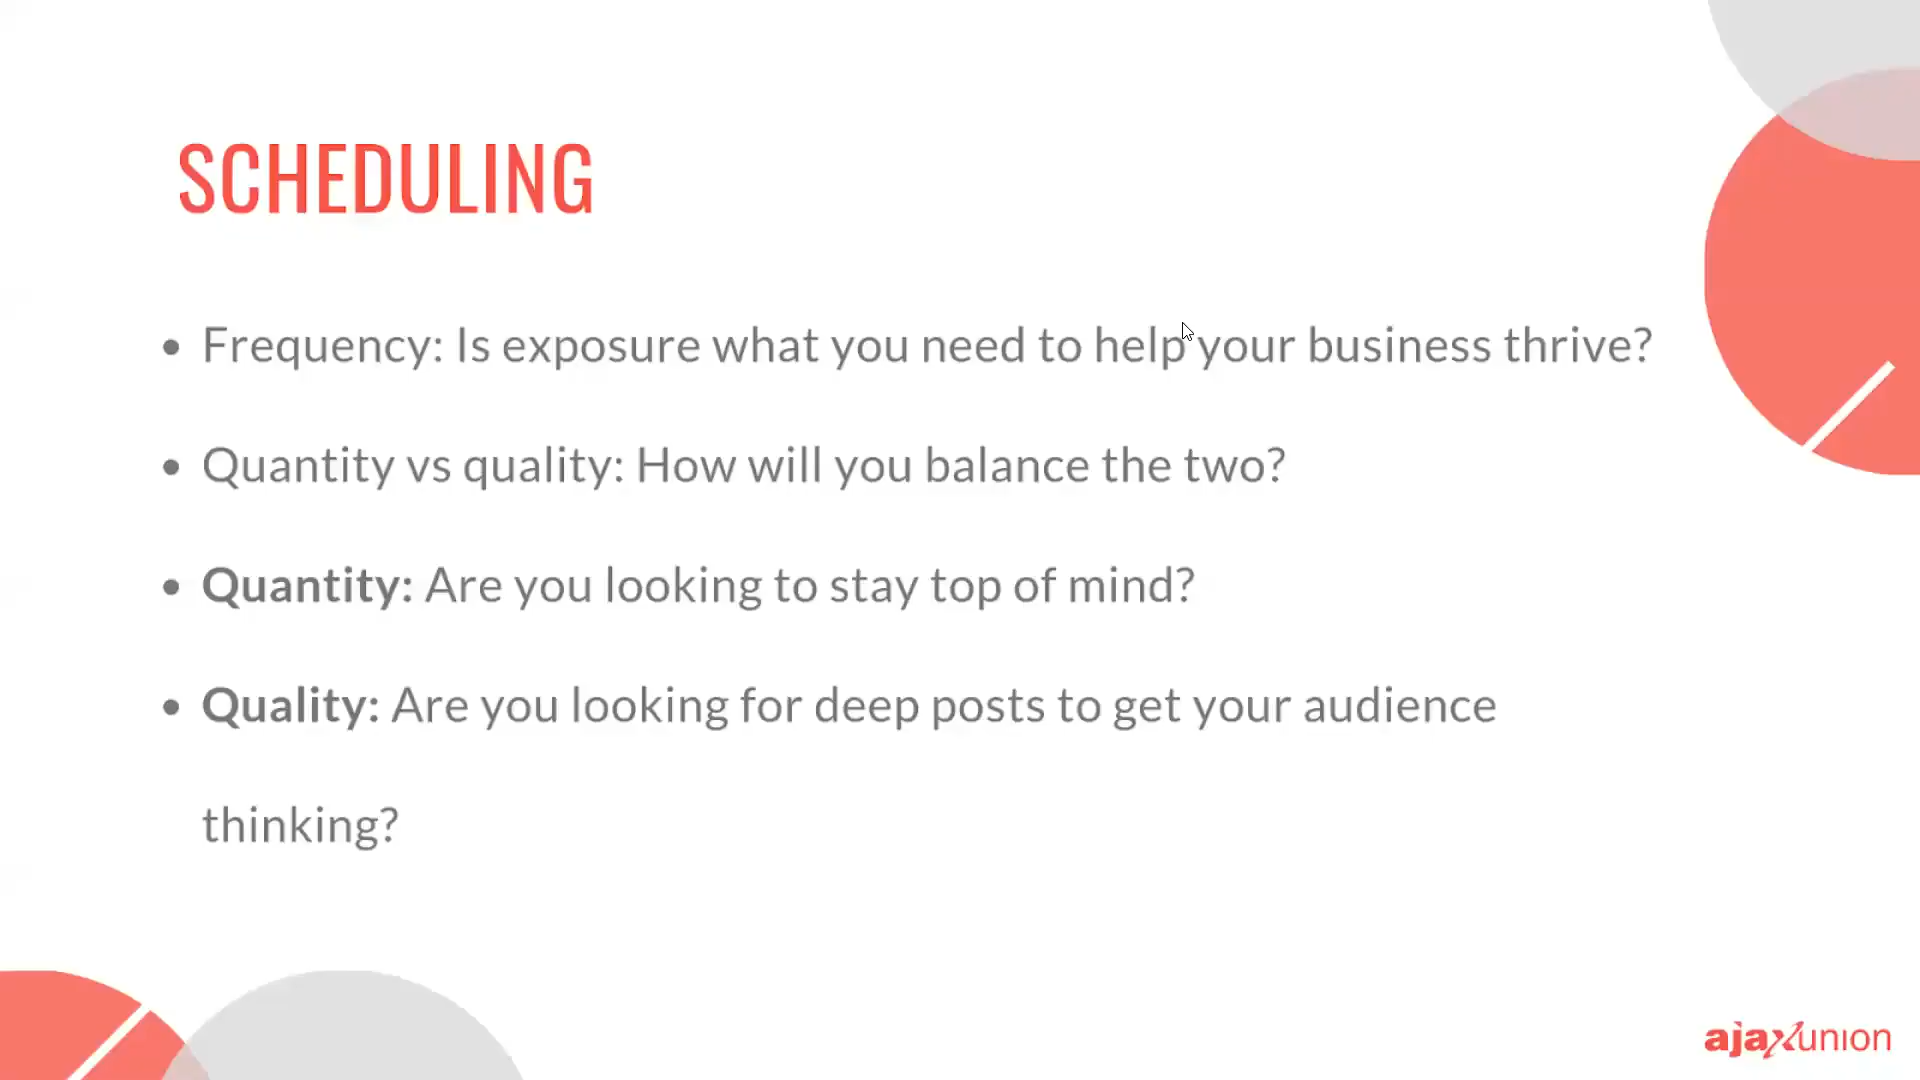 SCHEDULING
• Frequency: Is exposure what you need to help your business thrive?
• Quantity vs quality: How will you balance the two?
• Quantity: Are you looking to stay top of mind?
• Quality: Are you looking for deep posts to get your audience
thinking?
ajaxunion